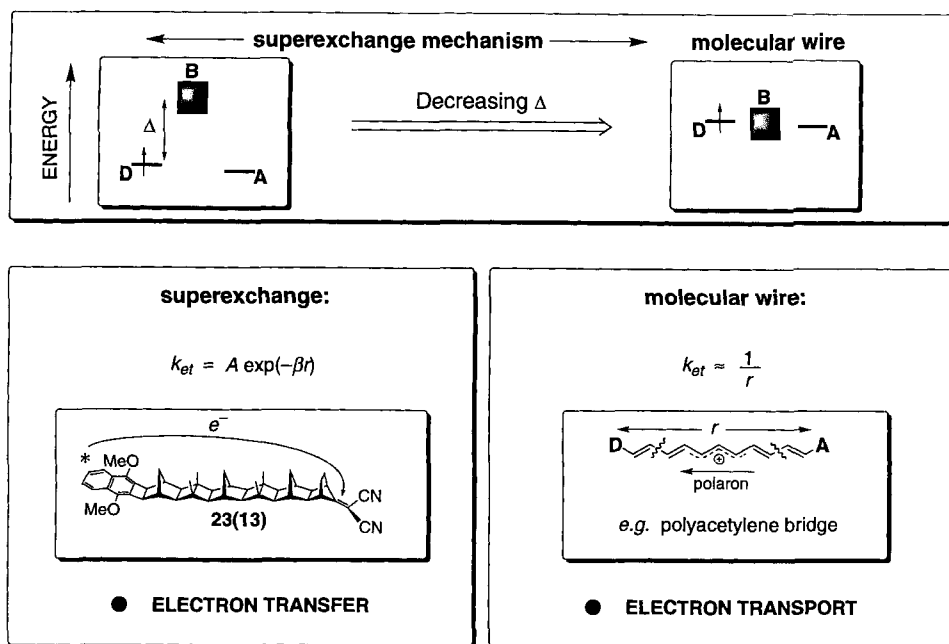 superexchange mechanism
molecular wire
ENERGY
B
Δ
D
A
Decreasing Δ
B
D
A
superexchange:
k_et = A exp(−βr)
e⁻
*
MeO
MeO
CN
CN
23(13)
● ELECTRON TRANSFER
molecular wire:
k_et ≈ 1/r
r
D
A
⊕
polaron
e.g. polyacetylene bridge
● ELECTRON TRANSPORT